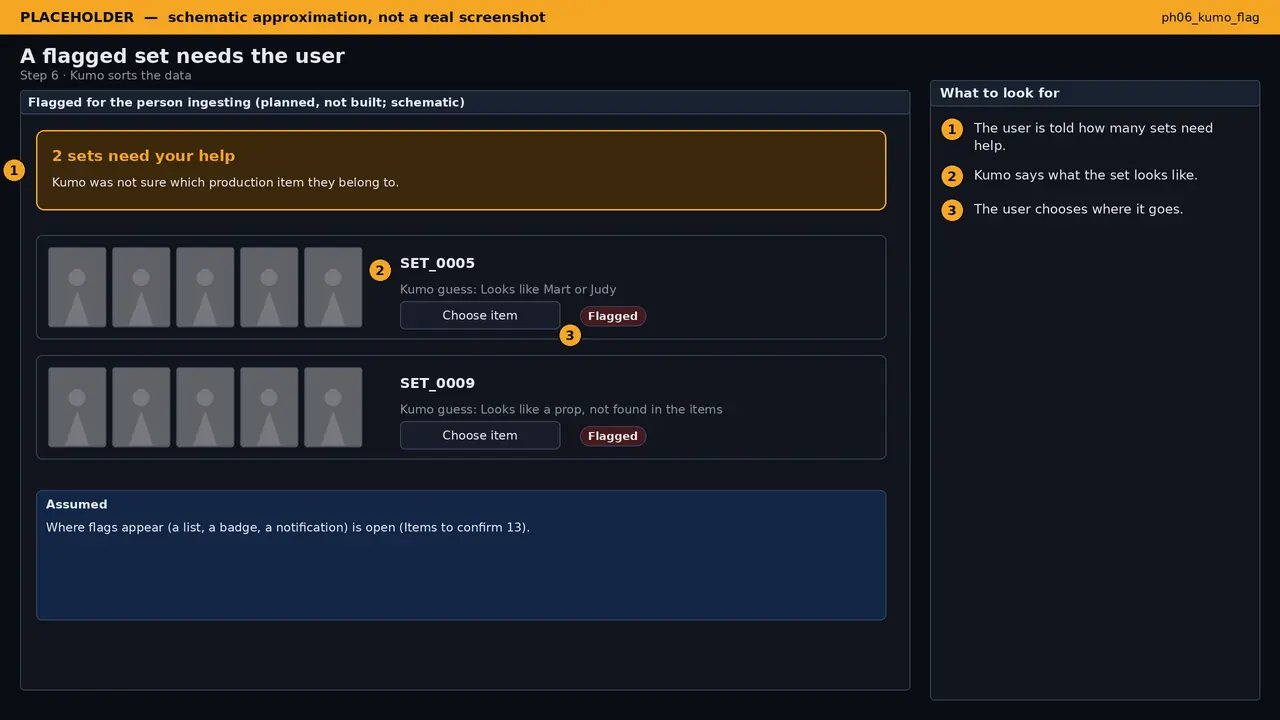 PLACEHOLDER — schematic approximation, not a real screenshot
ph06_kumo_flag
A flagged set needs the user
Step 6 · Kumo sorts the data
Flagged for the person ingesting (planned, not built; schematic)
1
2 sets need your help
Kumo was not sure which production item they belong to.
2
SET_0005
Kumo guess: Looks like Mart or Judy
Choose item
Flagged
3
SET_0009
Kumo guess: Looks like a prop, not found in the items
Choose item
Flagged
Assumed
Where flags appear (a list, a badge, a notification) is open (Items to confirm 13).
What to look for
1 The user is told how many sets need
help.
2 Kumo says what the set looks like.
3 The user chooses where it goes.